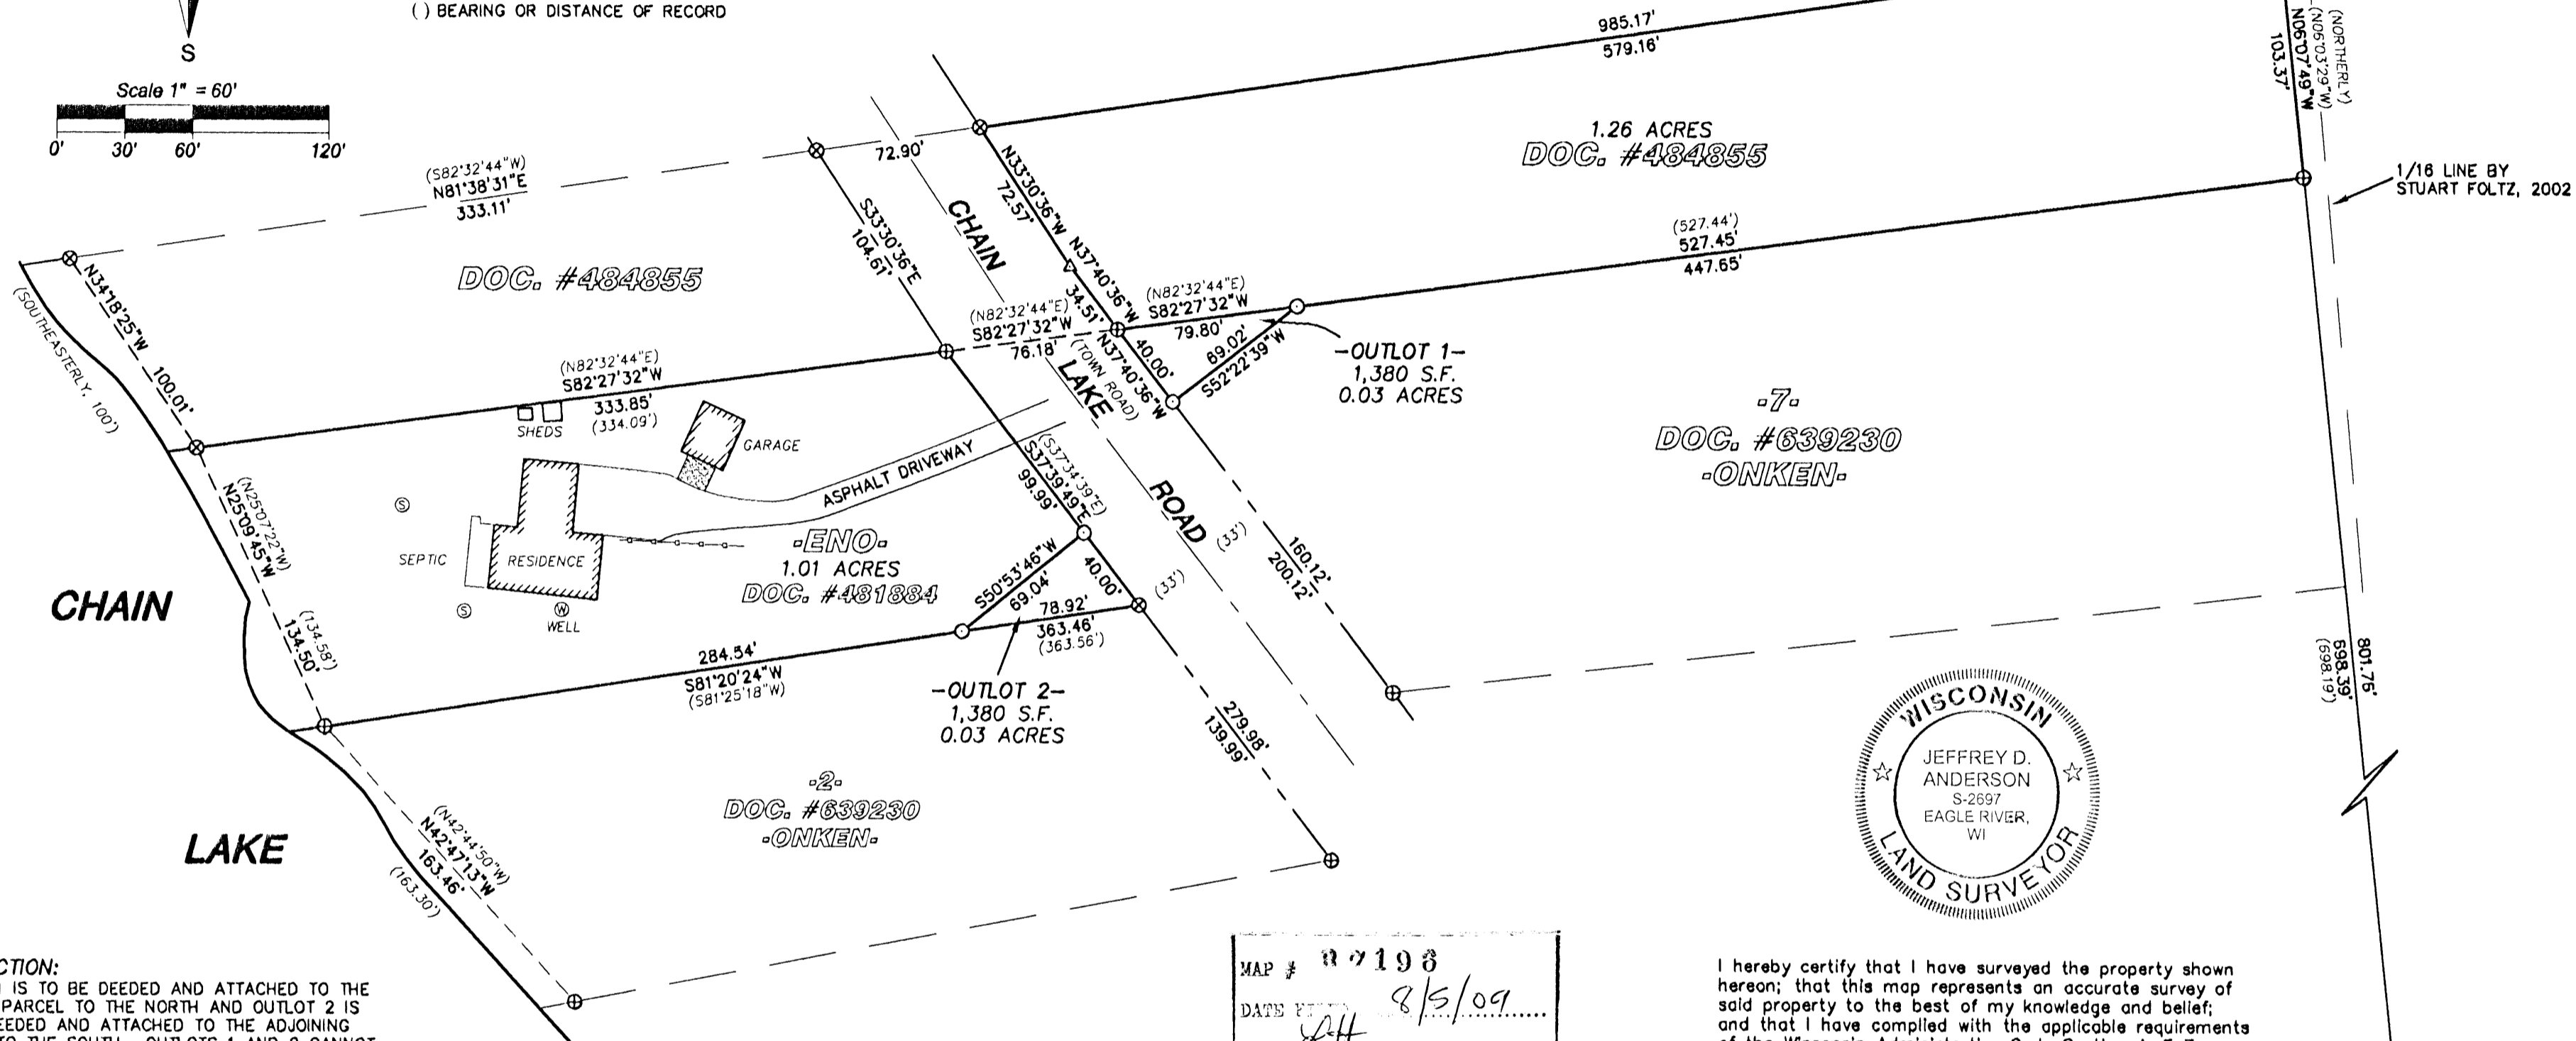 ( ) BEARING OR DISTANCE OF RECORD
S
Scale 1" = 60'
0' 30' 60' 120'
985.17'
579.16'
(NORTHERLY)
(N06°03'29"W)
N06°07'49"W
103.37'
1/16 LINE BY
STUART FOLTZ, 2002
1.26 ACRES
DOC. #484855
72.90'
(S82°32'44"W)
N81°38'31"E
333.11'
N33°30'36"W
72.57'
CHAIN
S33°30'36"E
104.61'
DOC. #484855
N34°18'25"W
100.01'
(SOUTHEASTERLY, 100')
N37°40'36"W
34.51'
(N82°32'44"E)
S82°27'32"W
79.80'
(527.44')
527.45'
447.65'
(N82°32'44"E)
S82°27'32"W
76.18'
(TOWN ROAD)
LAKE
N37°40'36"W
40.00'
69.02'
S52°22'39"W
-OUTLOT 1-
1,380 S.F.
0.03 ACRES
(N82°32'44"E)
S82°27'32"W
333.85'
(334.09')
SHEDS
GARAGE
-7-
DOC. #639230
-ONKEN-
ASPHALT DRIVEWAY
(S37°34'39"E)
S37°39'49"E
99.99'
ROAD
(33')
(33')
160.12'
200.12'
(N25°07'22"W)
N25°09'45"W
(134.58')
134.50'
S
SEPTIC
RESIDENCE
S
W
WELL
-ENO-
1.01 ACRES
DOC. #481884
S50°53'46"W
69.04'
40.00'
78.92'
363.46'
(363.56')
CHAIN
284.54'
S81°20'24"W
(S81°25'18"W)
-OUTLOT 2-
1,380 S.F.
0.03 ACRES
279.98'
139.99'
801.76'
698.39'
(698.19')
WISCONSIN
JEFFREY D.
ANDERSON
S-2697
EAGLE RIVER,
WI
LAND SURVEYOR
-2-
DOC. #639230
-ONKEN-
LAKE
(N42°44'50"W)
N42°47'13"W
163.46'
(163.30')
CTION:
IS TO BE DEEDED AND ATTACHED TO THE
PARCEL TO THE NORTH AND OUTLOT 2 IS
EEDED AND ATTACHED TO THE ADJOINING
TO THE SOUTH. OUTLOTS 1 AND 2 CANNOT
MAP # 196
DATE 8/5/09
I hereby certify that I have surveyed the property shown
hereon; that this map represents an accurate survey of
said property to the best of my knowledge and belief;
and that I have complied with the applicable requirements
of the Wisconsin